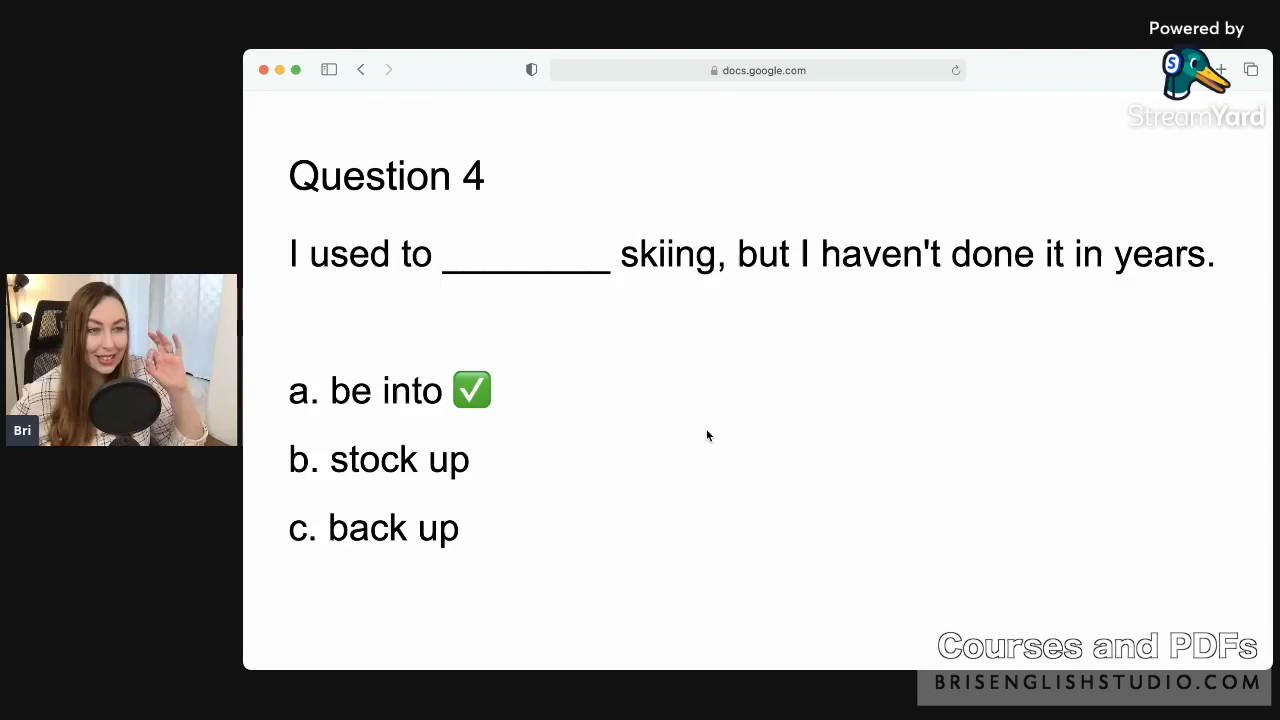 Powered by
docs.google.com
S
StreamYard
Question 4
I used to ________ skiing, but I haven't done it in years.
a. be into ✅
b. stock up
c. back up
Bri
Courses and PDFs
BRISENGLISHSTUDIO.COM